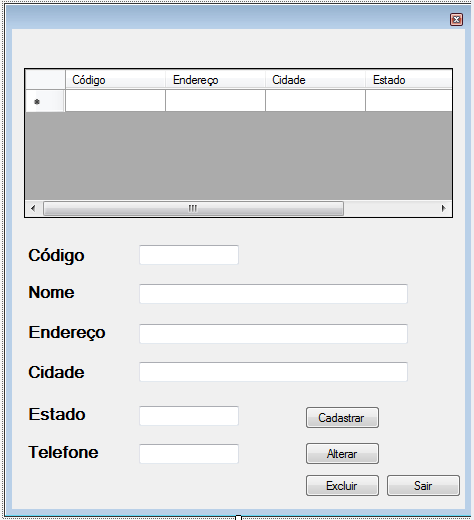 Código Endereço Cidade Estado
Código
Nome
Endereço
Cidade
Estado
Cadastrar
Telefone
Alterar
Excluir Sair